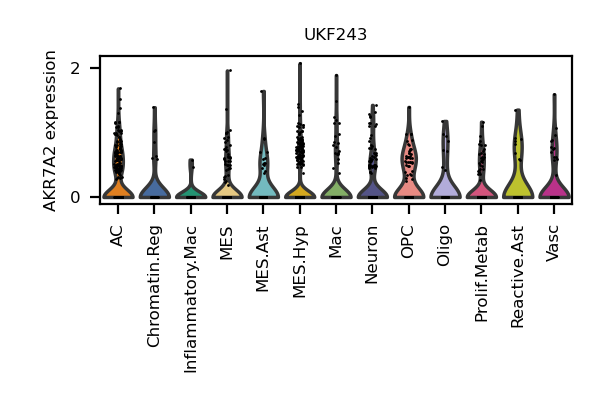 UKF243
AKR7A2 expression
2
0
AC
Chromatin.Reg
Inflammatory.Mac
MES
MES.Ast
MES.Hyp
Mac
Neuron
OPC
Oligo
Prolif.Metab
Reactive.Ast
Vasc